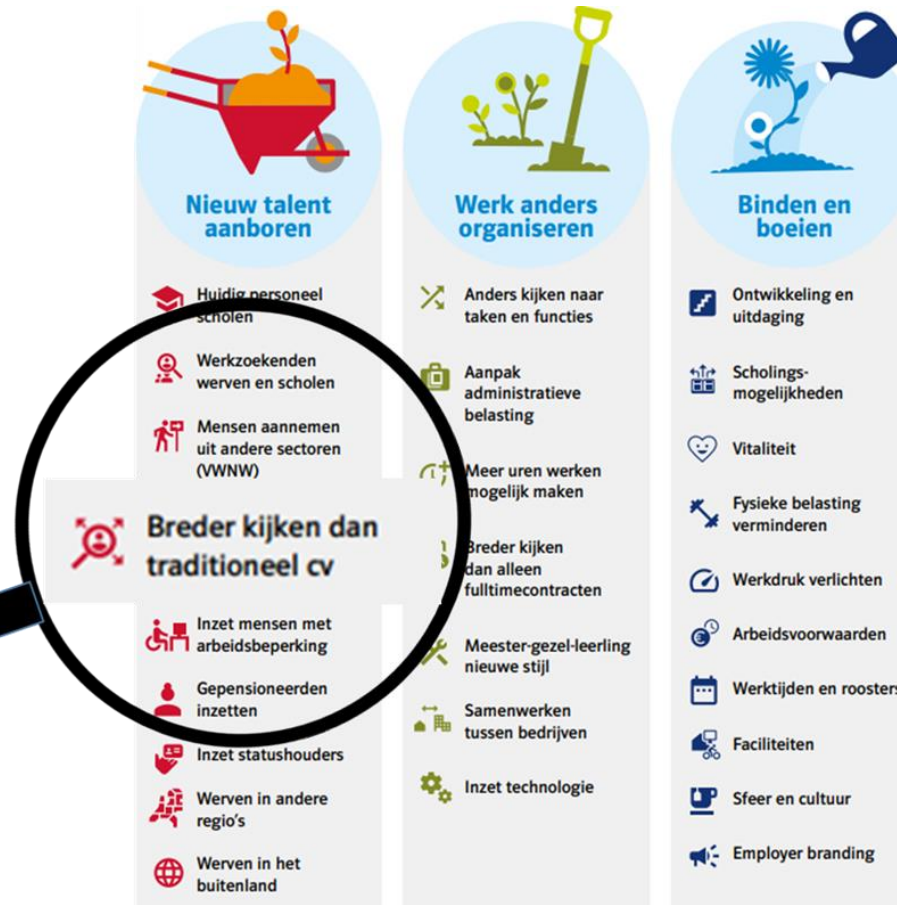 Nieuw talent
aanboren
Huidig personeel
scholen
Werkzoekenden
werven en scholen
Mensen aannemen
uit andere sectoren
(VWNW)
Breder kijken dan
traditioneel cv
Inzet mensen met
arbeidsbeperking
Gepensioneerden
inzetten
Inzet statushouders
Werven in andere
regio's
Werven in het
buitenland
Werk anders
organiseren
Anders kijken naar
taken en functies
Aanpak
administratieve
belasting
Meer uren werken
mogelijk maken
Breder kijken
dan alleen
fulltimecontracten
Meester-gezel-leerling
nieuwe stijl
Samenwerken
tussen bedrijven
Inzet technologie
Binden en
boeien
Ontwikkeling en
uitdaging
Scholings-
mogelijkheden
Vitaliteit
Fysieke belasting
verminderen
Werkdruk verlichten
Arbeidsvoorwaarden
Werktijden en roosters
Faciliteiten
Sfeer en cultuur
Employer branding